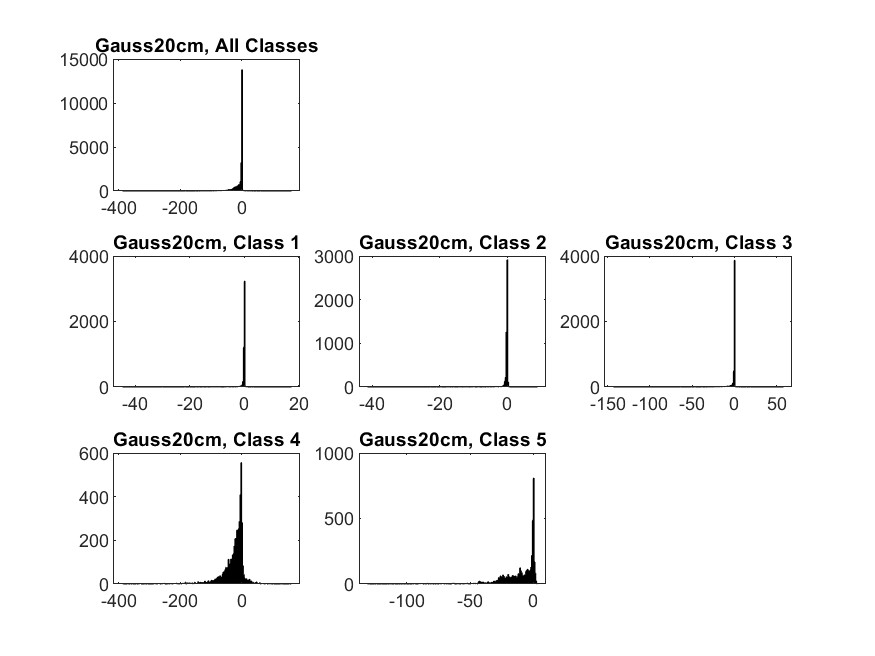 Gauss20cm, All Classes
15000
10000
5000
0
-400 -200 0
Gauss20cm, Class 1
4000
2000
0
-40 -20 0 20
Gauss20cm, Class 2
3000
2000
1000
0
-40 -20 0
Gauss20cm, Class 3
4000
2000
0
-150 -100 -50 0 50
Gauss20cm, Class 4
600
400
200
0
-400 -200 0
Gauss20cm, Class 5
1000
500
0
-100 -50 0